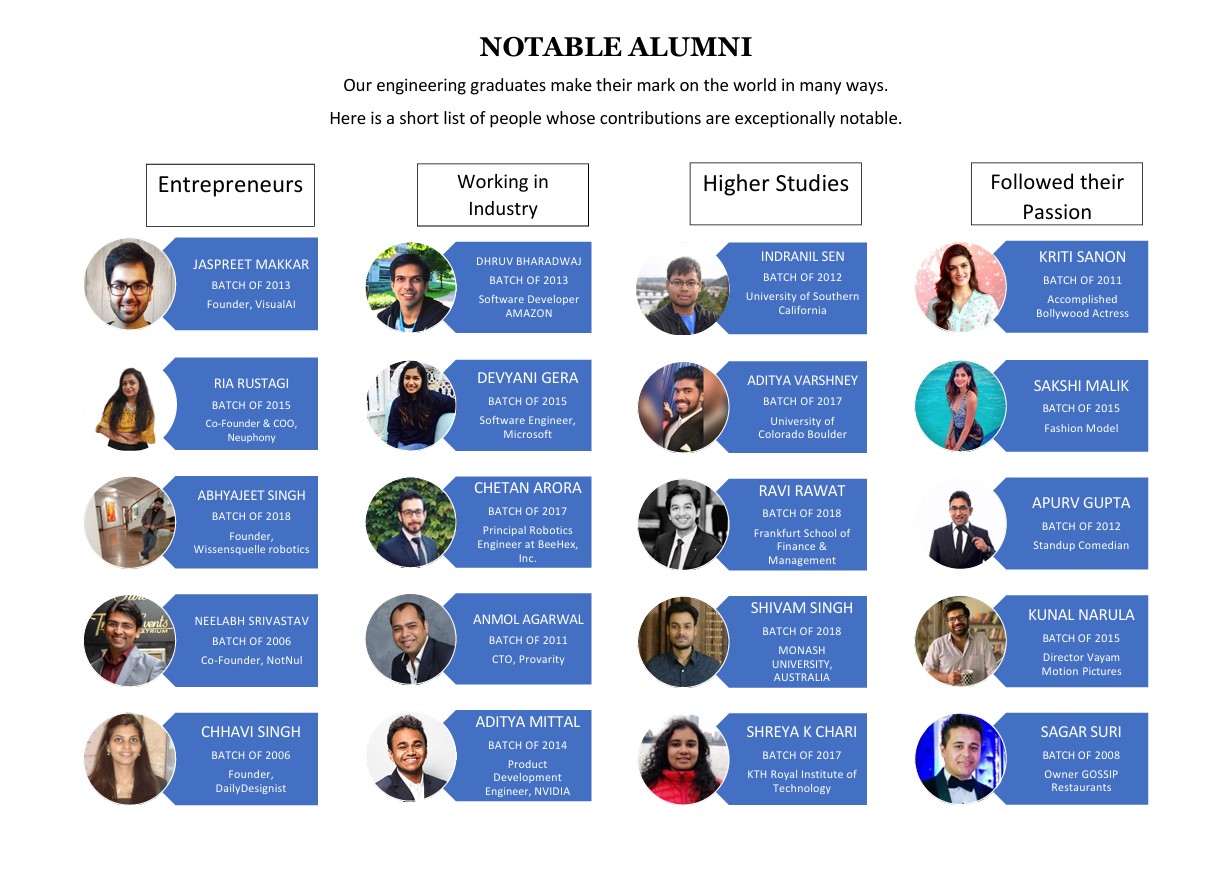 NOTABLE ALUMNI
Our engineering graduates make their mark on the world in many ways.
Here is a short list of people whose contributions are exceptionally notable.
Entrepreneurs
JASPREET MAKKAR
BATCH OF 2013
Founder, VisualAI
RIA RUSTAGI
BATCH OF 2015
Co-Founder & COO,
Neuphony
ABHYAJEET SINGH
BATCH OF 2018
Founder,
Wissensquelle robotics
NEELABH SRIVASTAV
BATCH OF 2006
Co-Founder, NotNul
CHHAVI SINGH
BATCH OF 2006
Founder,
DailyDesignist
Working in
Industry
DHRUV BHARADWAJ
BATCH OF 2013
Software Developer
AMAZON
DEVYANI GERA
BATCH OF 2015
Software Engineer,
Microsoft
CHETAN ARORA
BATCH OF 2017
Principal Robotics
Engineer at BeeHex,
Inc.
ANMOL AGARWAL
BATCH OF 2011
CTO, Provarity
ADITYA MITTAL
BATCH OF 2014
Product
Development
Engineer, NVIDIA
Higher Studies
INDRANIL SEN
BATCH OF 2012
University of Southern
California
ADITYA VARSHNEY
BATCH OF 2017
University of
Colorado Boulder
RAVI RAWAT
BATCH OF 2018
Frankfurt School of
Finance &
Management
SHIVAM SINGH
BATCH OF 2018
MONASH
UNIVERSITY,
AUSTRALIA
SHREYA K CHARI
BATCH OF 2017
KTH Royal Institute of
Technology
Followed their
Passion
KRITI SANON
BATCH OF 2011
Accomplished
Bollywood Actress
SAKSHI MALIK
BATCH OF 2015
Fashion Model
APURV GUPTA
BATCH OF 2012
Standup Comedian
KUNAL NARULA
BATCH OF 2015
Director Vayam
Motion Pictures
SAGAR SURI
BATCH OF 2008
Owner GOSSIP
Restaurants